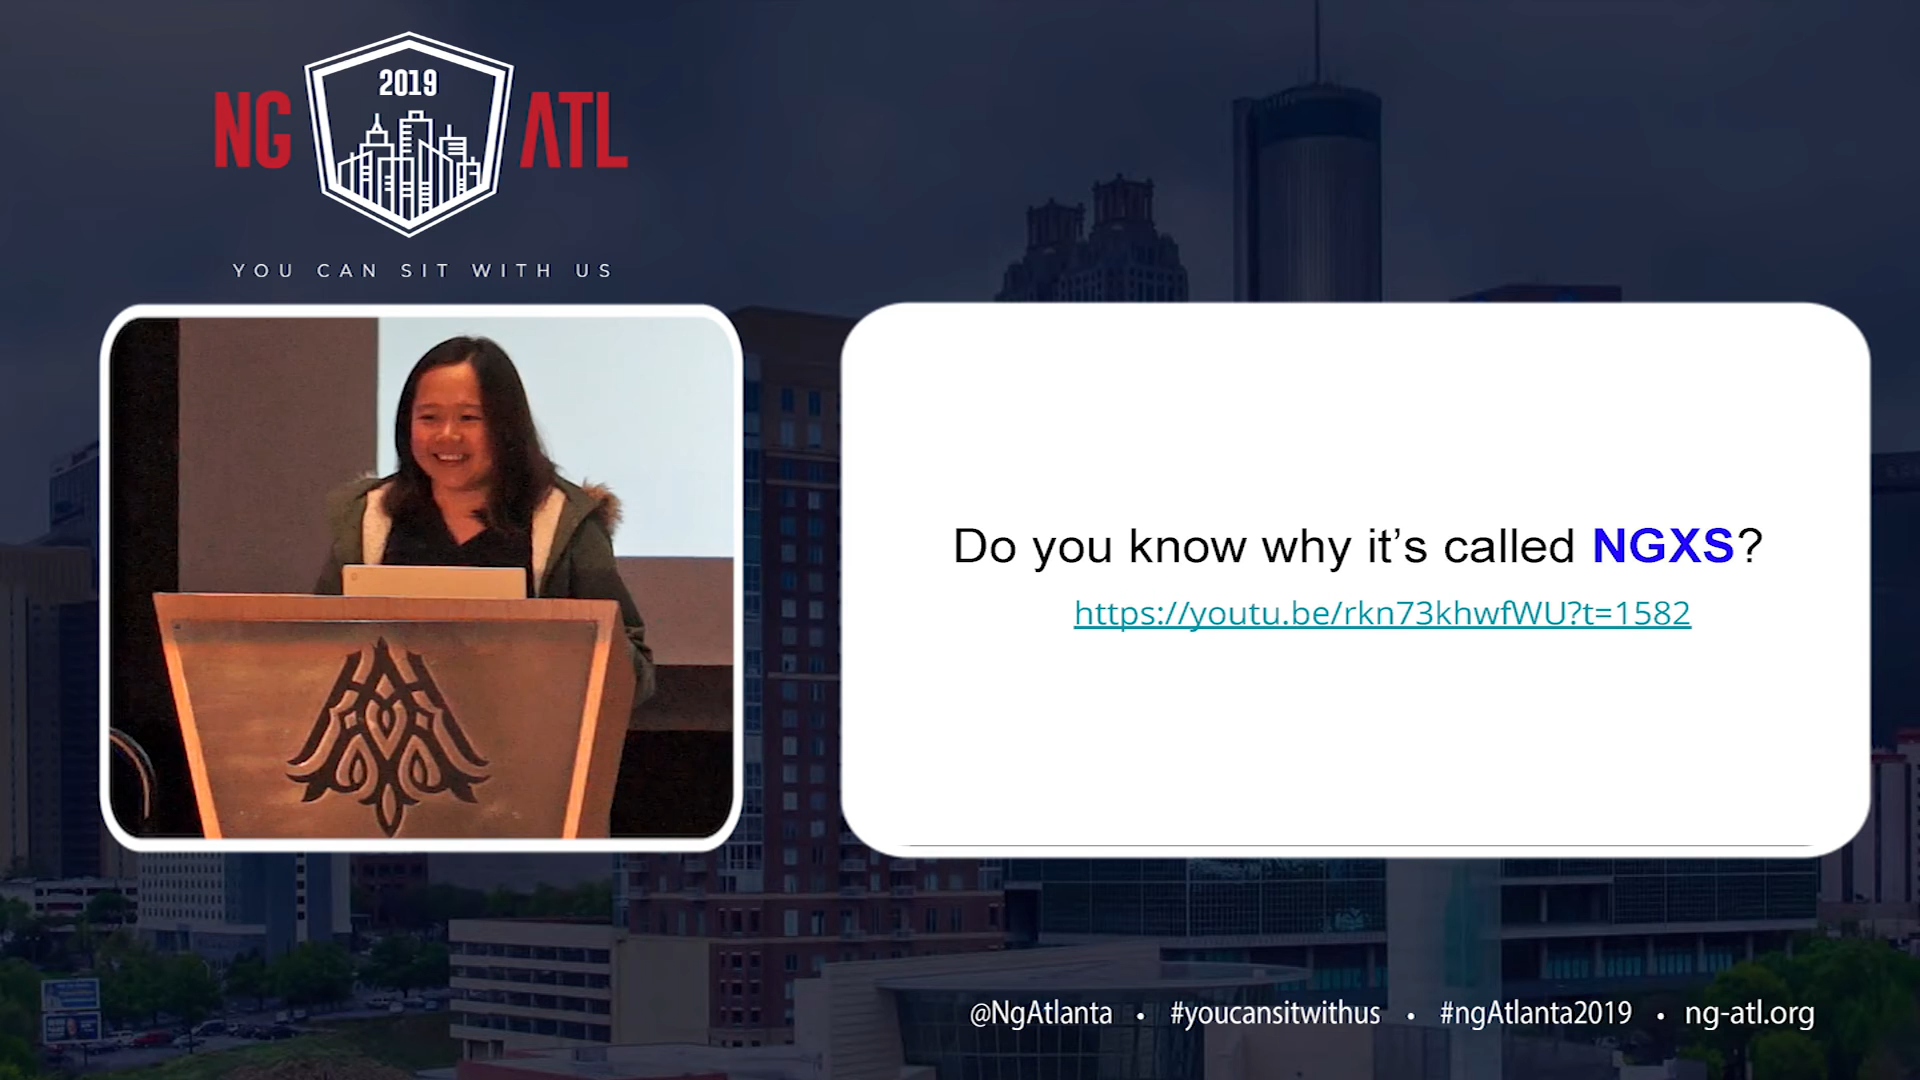 NG 2019 ATL
YOU CAN SIT WITH US
Do you know why it’s called NGXS?
https://youtu.be/rkn73khwfWU?t=1582
@NgAtlanta • #youcansitwithus • #ngAtlanta2019 • ng-atl.org